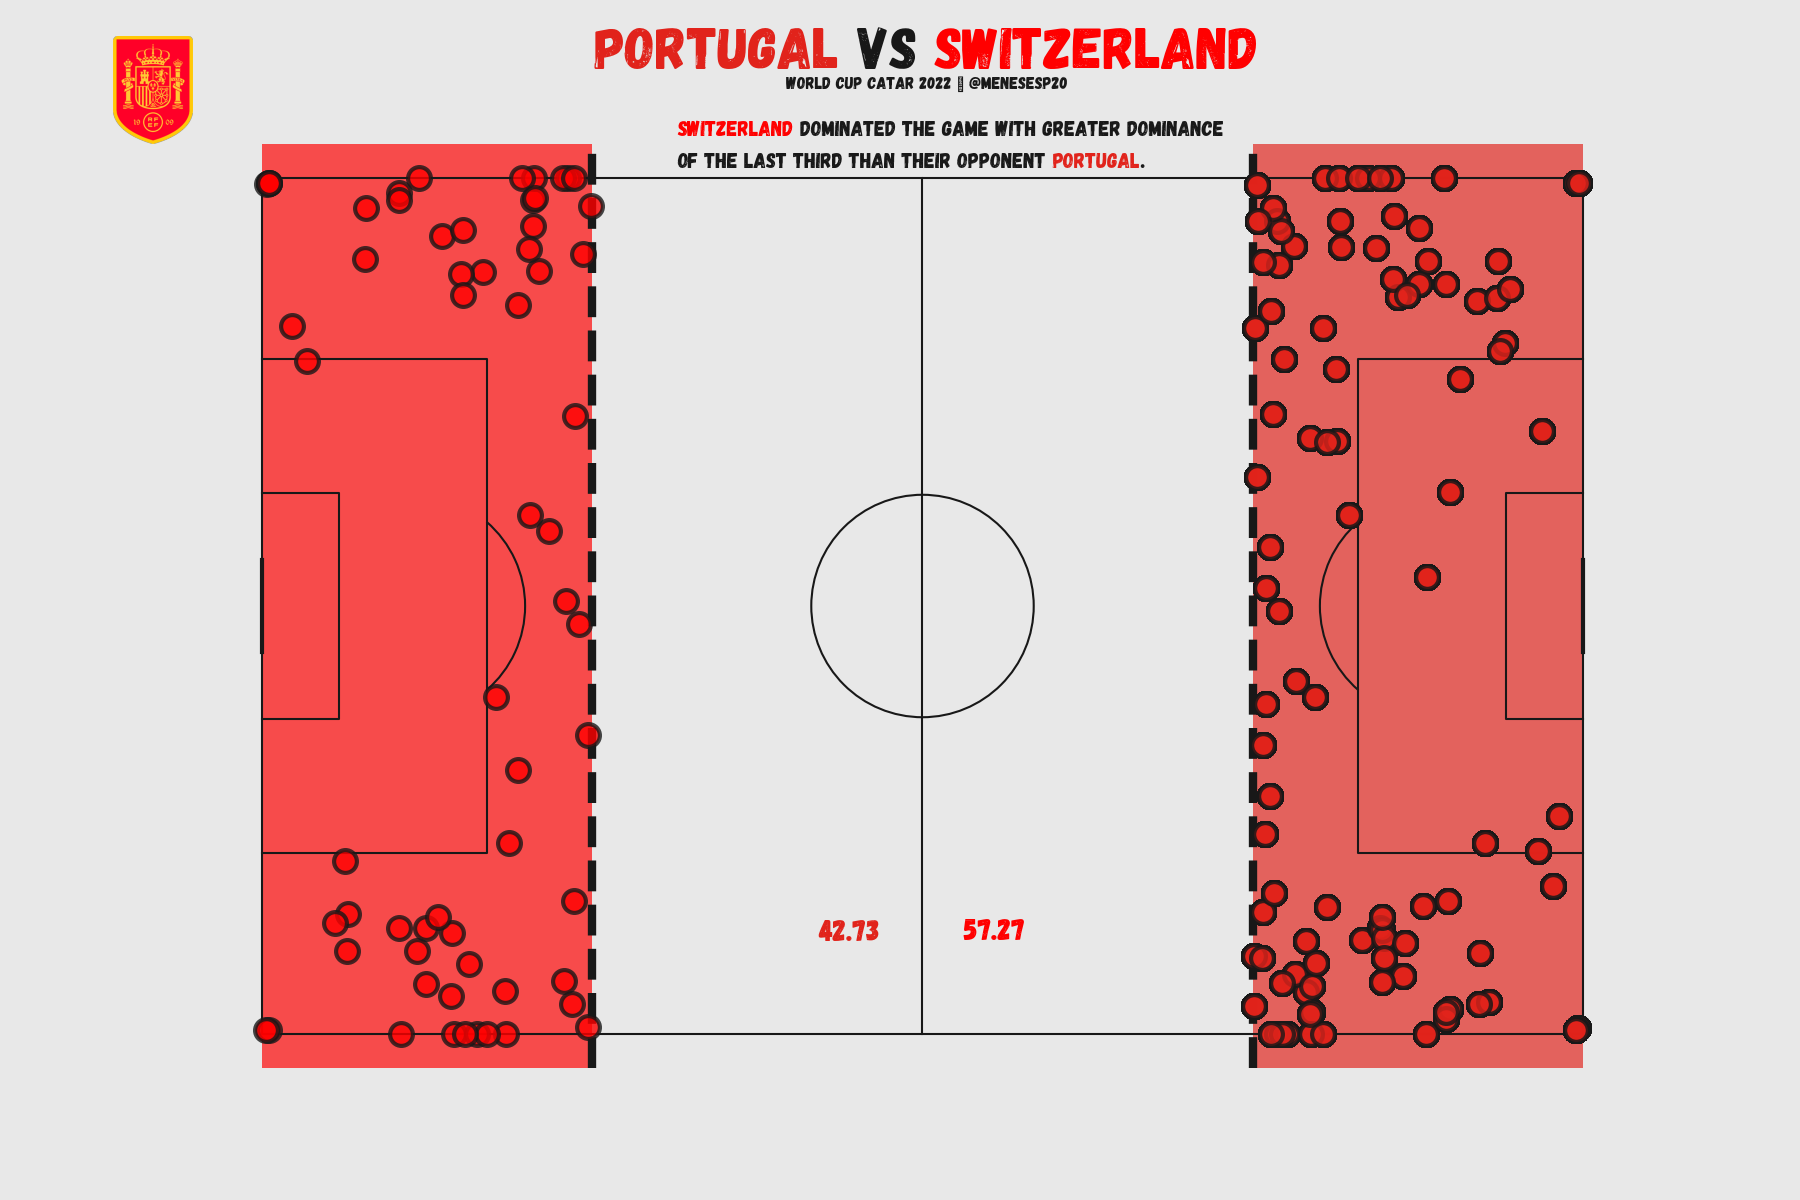 PORTUGAL VS SWITZERLAND
WORLD CUP CATAR 2022 ▯ @MENESESP20
SWITZERLAND DOMINATED THE GAME WITH GREATER DOMINANCE
OF THE LAST THIRD THAN THEIR OPPONENT PORTUGAL.
42.73 57.27